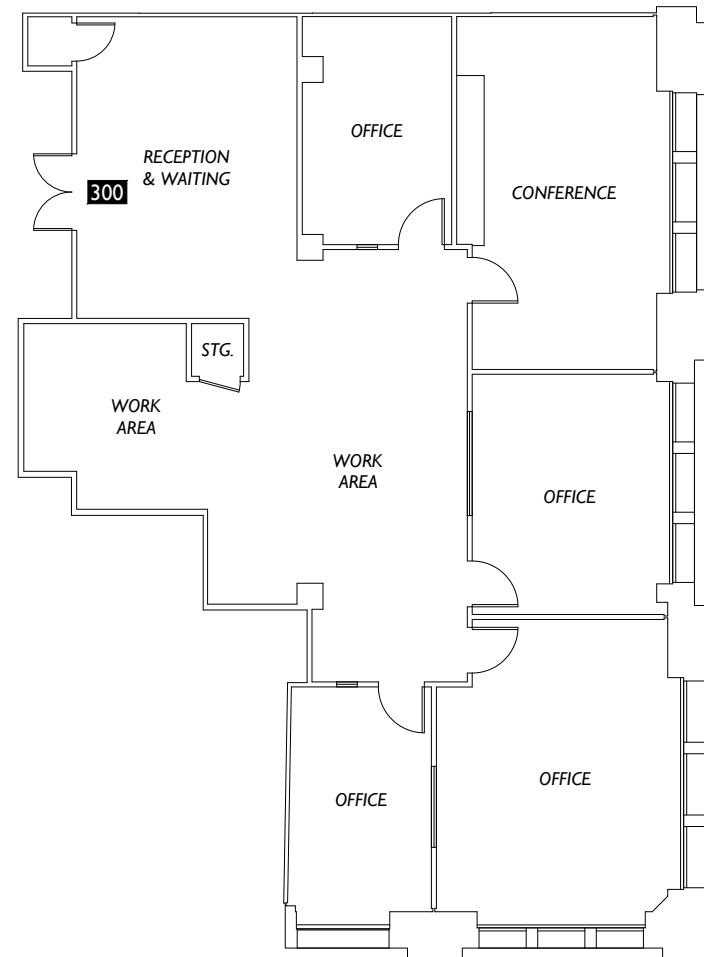 OFFICE
RECEPTION
& WAITING
300
CONFERENCE
STG.
WORK
AREA
WORK
AREA
OFFICE
OFFICE
OFFICE